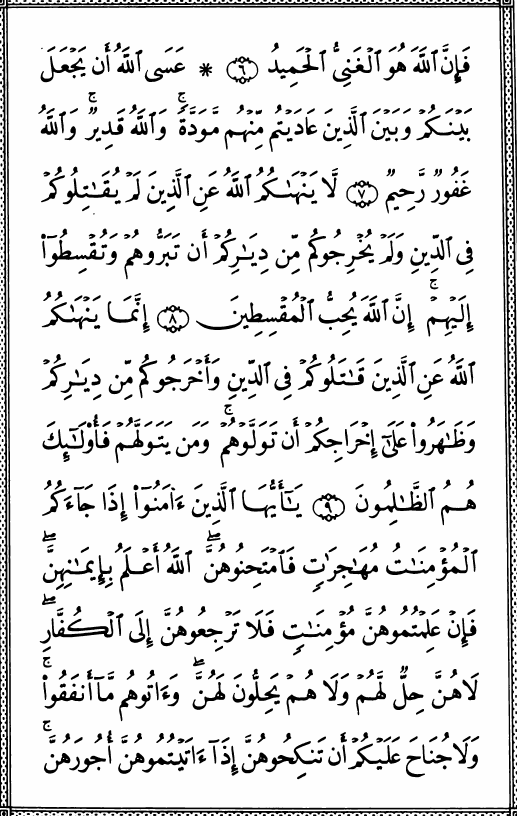 فَإِنَّ ٱللَّهَ هُوَ ٱلْغَنِىُّ ٱلْحَمِيدُ ٦ * عَسَى ٱللَّهُ أَن يَجْعَلَ
بَيْنَكُمْ وَبَيْنَ ٱلَّذِينَ عَادَيْتُم مِّنْهُم مَّوَدَّةً ۚ وَٱللَّهُ قَدِيرٌ ۚ وَٱللَّهُ
غَفُورٌ رَّحِيمٌ ٧ لَّا يَنْهَىٰكُمُ ٱللَّهُ عَنِ ٱلَّذِينَ لَمْ يُقَـٰتِلُوكُمْ
فِى ٱلدِّينِ وَلَمْ يُخْرِجُوكُم مِّن دِيَـٰرِكُمْ أَن تَبَرُّوهُمْ وَتُقْسِطُوٓا۟
إِلَيْهِمْ ۚ إِنَّ ٱللَّهَ يُحِبُّ ٱلْمُقْسِطِينَ ٨ إِنَّمَا يَنْهَىٰكُمُ
ٱللَّهُ عَنِ ٱلَّذِينَ قَـٰتَلُوكُمْ فِى ٱلدِّينِ وَأَخْرَجُوكُم مِّن دِيَـٰرِكُمْ
وَظَـٰهَرُوا۟ عَلَىٰٓ إِخْرَاجِكُمْ أَن تَوَلَّوْهُمْ ۚ وَمَن يَتَوَلَّهُمْ فَأُو۟لَـٰٓئِكَ
هُمُ ٱلظَّـٰلِمُونَ ٩ يَـٰٓأَيُّهَا ٱلَّذِينَ ءَامَنُوٓا۟ إِذَا جَآءَكُمُ
ٱلْمُؤْمِنَـٰتُ مُهَـٰجِرَٰتٍ فَٱمْتَحِنُوهُنَّ ۖ ٱللَّهُ أَعْلَمُ بِإِيمَـٰنِهِنَّ ۖ
فَإِنْ عَلِمْتُمُوهُنَّ مُؤْمِنَـٰتٍ فَلَا تَرْجِعُوهُنَّ إِلَى ٱلْكُفَّارِ ۖ
لَا هُنَّ حِلٌّ لَّهُمْ وَلَا هُمْ يَحِلُّونَ لَهُنَّ ۖ وَءَاتُوهُم مَّآ أَنفَقُوا۟ ۚ
وَلَا جُنَاحَ عَلَيْكُمْ أَن تَنكِحُوهُنَّ إِذَآ ءَاتَيْتُمُوهُنَّ أُجُورَهُنَّ ۚ